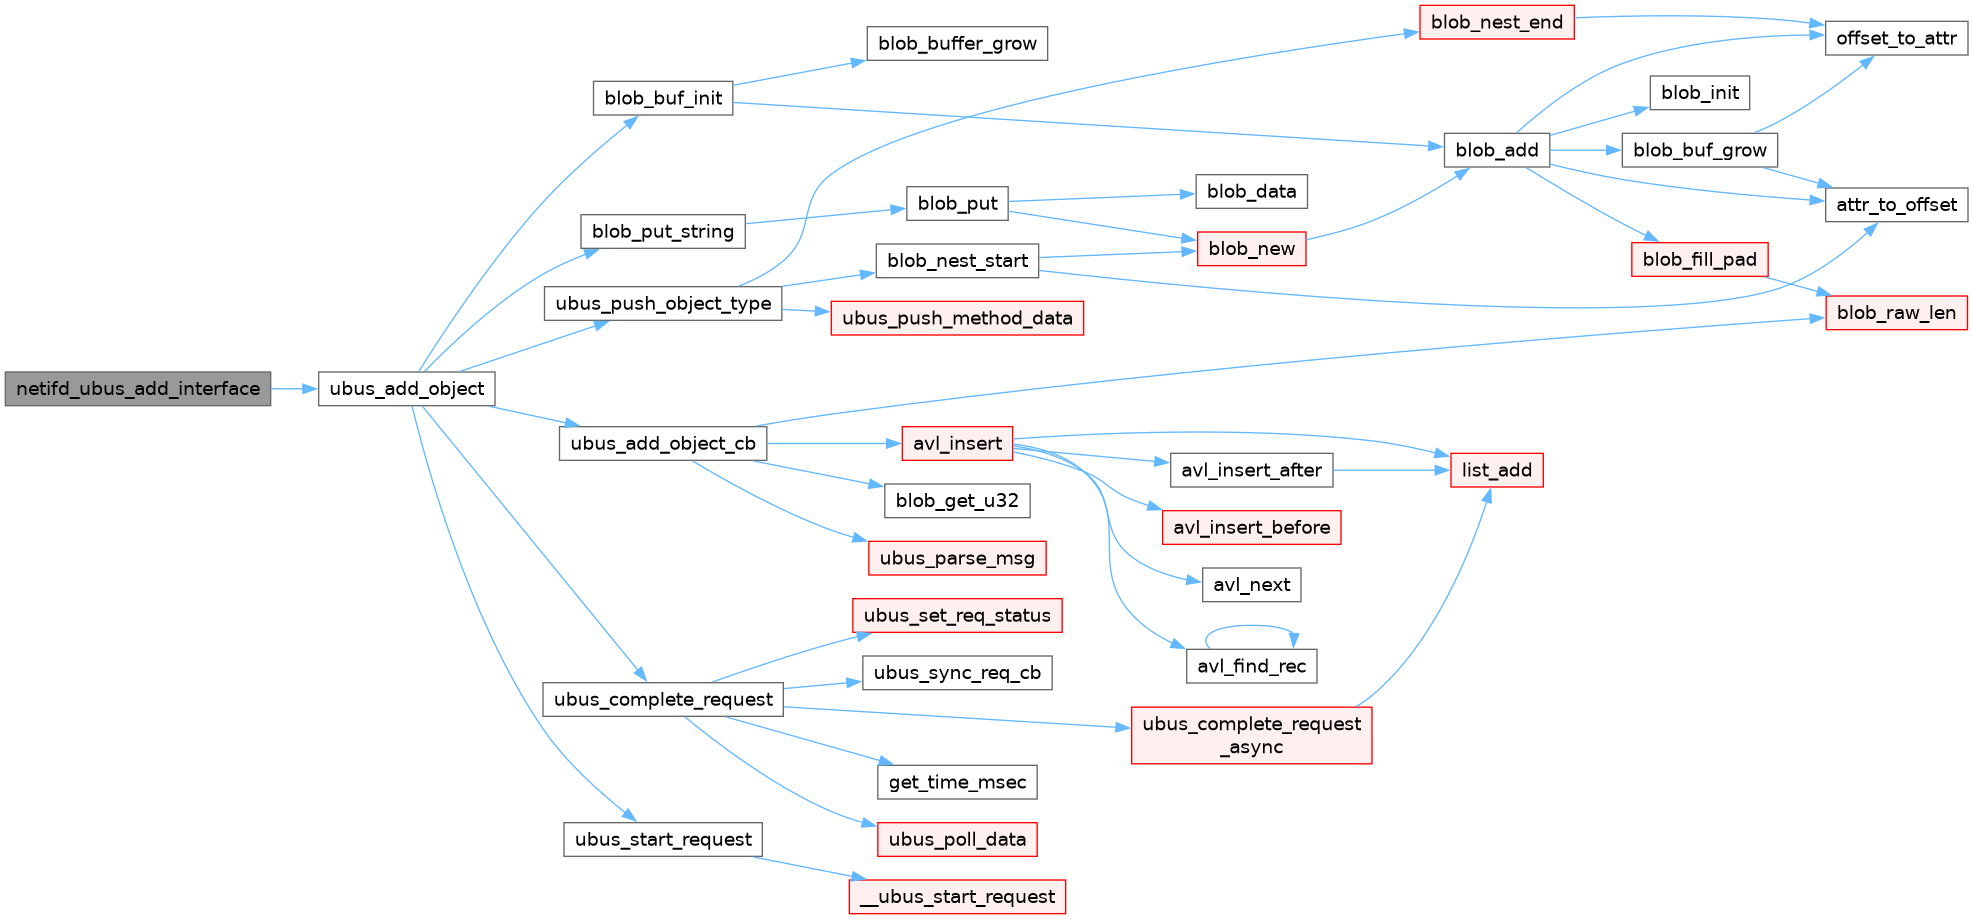 netifd_ubus_add_interface
ubus_add_object
blob_buf_init
blob_buffer_grow
blob_put_string
ubus_push_object_type
ubus_add_object_cb
ubus_complete_request
ubus_start_request
blob_put
blob_nest_start
ubus_push_method_data
avl_insert
blob_get_u32
ubus_parse_msg
ubus_set_req_status
ubus_sync_req_cb
get_time_msec
ubus_poll_data
__ubus_start_request
blob_data
blob_new
avl_insert_after
avl_insert_before
avl_next
avl_find_rec
ubus_complete_request
_async
blob_nest_end
blob_add
list_add
blob_init
blob_buf_grow
blob_fill_pad
offset_to_attr
attr_to_offset
blob_raw_len